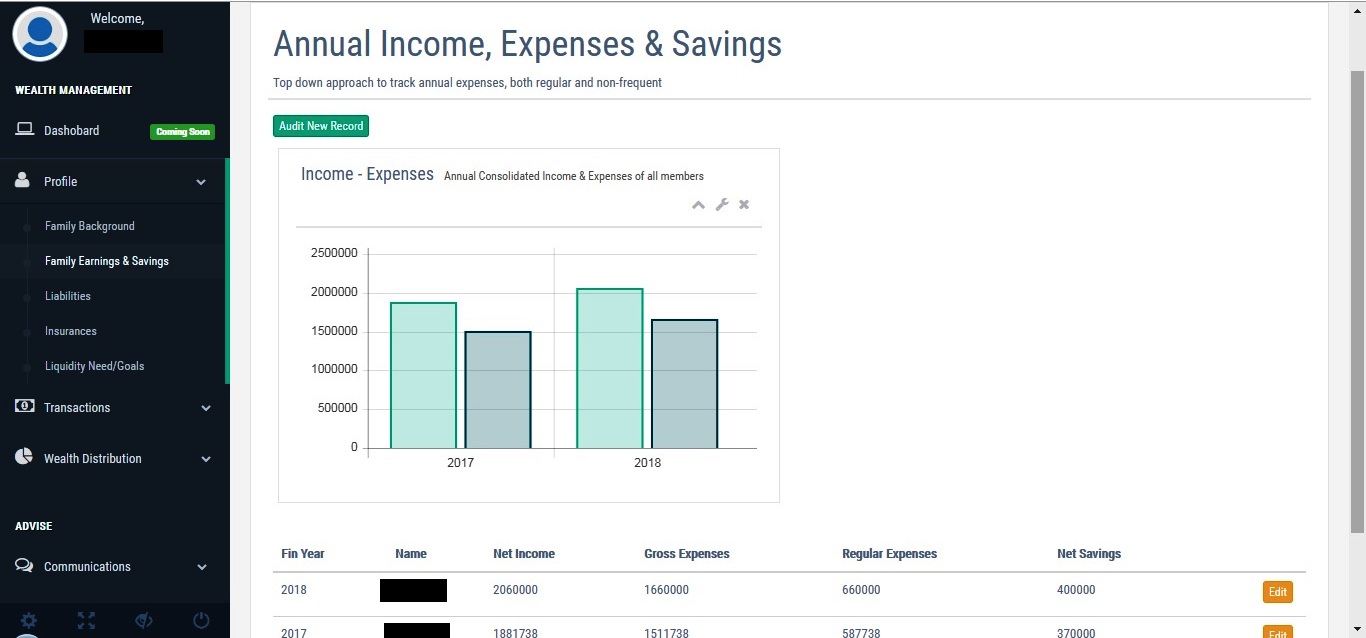 Welcome,
WEALTH MANAGEMENT
Dashobard Coming Soon
Profile
Family Background
Family Earnings & Savings
Liabilities
Insurances
Liquidity Need/Goals
Transactions
Wealth Distribution
ADVISE
Communications
Annual Income, Expenses & Savings
Top down approach to track annual expenses, both regular and non-frequent
Audit New Record
Income - Expenses Annual Consolidated Income & Expenses of all members
2500000
2000000
1500000
1000000
500000
0
2017 2018
Fin Year Name Net Income Gross Expenses Regular Expenses Net Savings
2018 2060000 1660000 660000 400000 Edit
2017 1881738 1511738 587738 370000 Edit